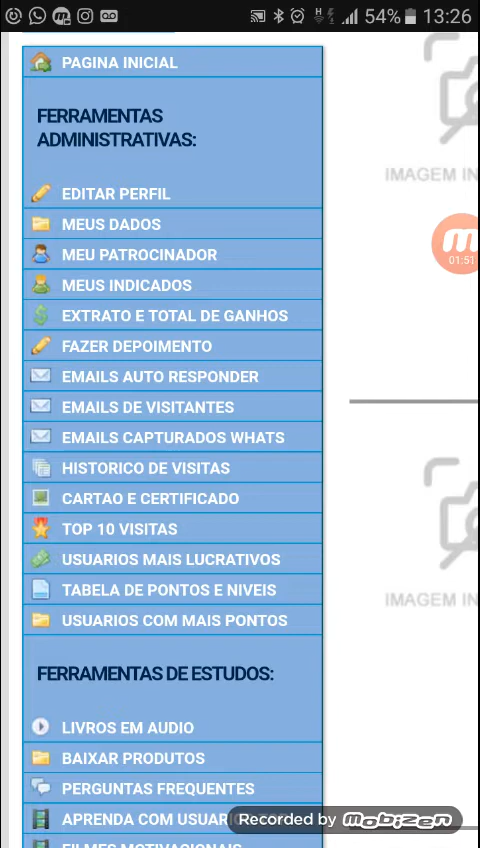 54% 13:26
PAGINA INICIAL
FERRAMENTAS
ADMINISTRATIVAS:
EDITAR PERFIL
MEUS DADOS
MEU PATROCINADOR
MEUS INDICADOS
EXTRATO E TOTAL DE GANHOS
FAZER DEPOIMENTO
EMAILS AUTO RESPONDER
EMAILS DE VISITANTES
EMAILS CAPTURADOS WHATS
HISTORICO DE VISITAS
CARTAO E CERTIFICADO
TOP 10 VISITAS
USUARIOS MAIS LUCRATIVOS
TABELA DE PONTOS E NIVEIS
USUARIOS COM MAIS PONTOS
FERRAMENTAS DE ESTUDOS:
LIVROS EM AUDIO
BAIXAR PRODUTOS
PERGUNTAS FREQUENTES
APRENDA COM
FILMES MOTIVACIONAIS
IMAGEM
01:51
IMAGEM
Recorded by Mobizen